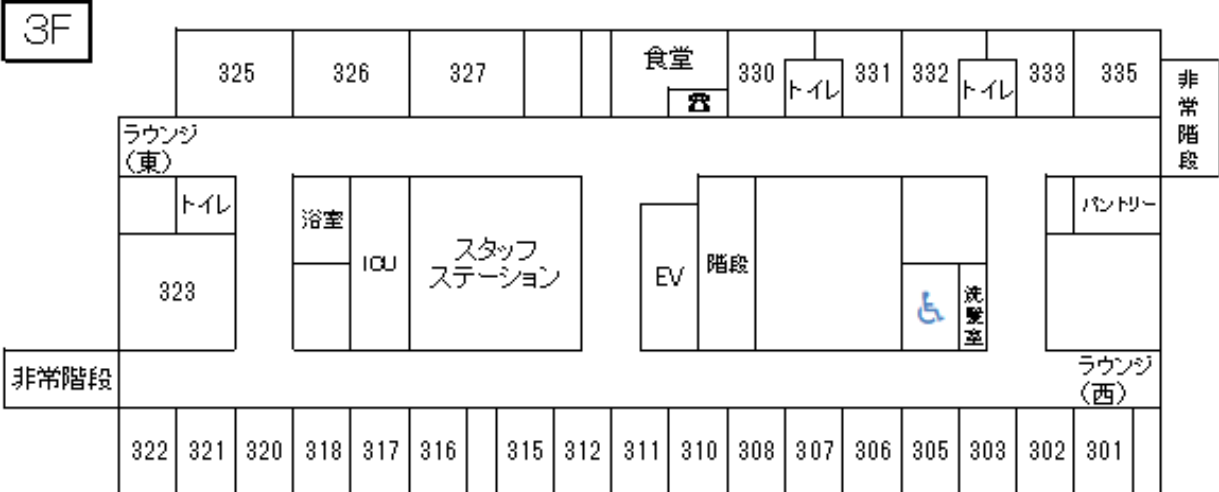 3F
325
326
327
食堂
330
トイレ
331
332
トイレ
333
335
非常階段
ラウンジ
(東)
トイレ
浴室
ICU
スタッフ
ステーション
EV
階段
洗髪室
パントリー
323
非常階段
ラウンジ
(西)
322
321
320
318
317
316
315
312
311
310
308
307
306
305
303
302
301